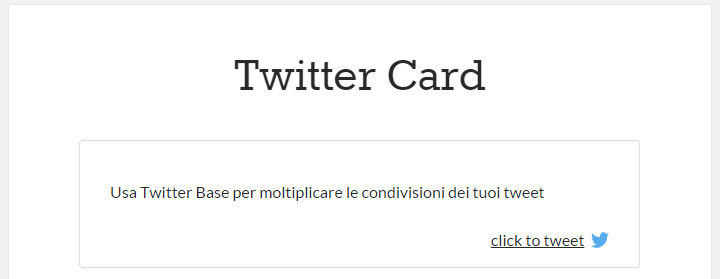 Twitter Card
Usa Twitter Base per moltiplicare le condivisioni dei tuoi tweet
click to tweet